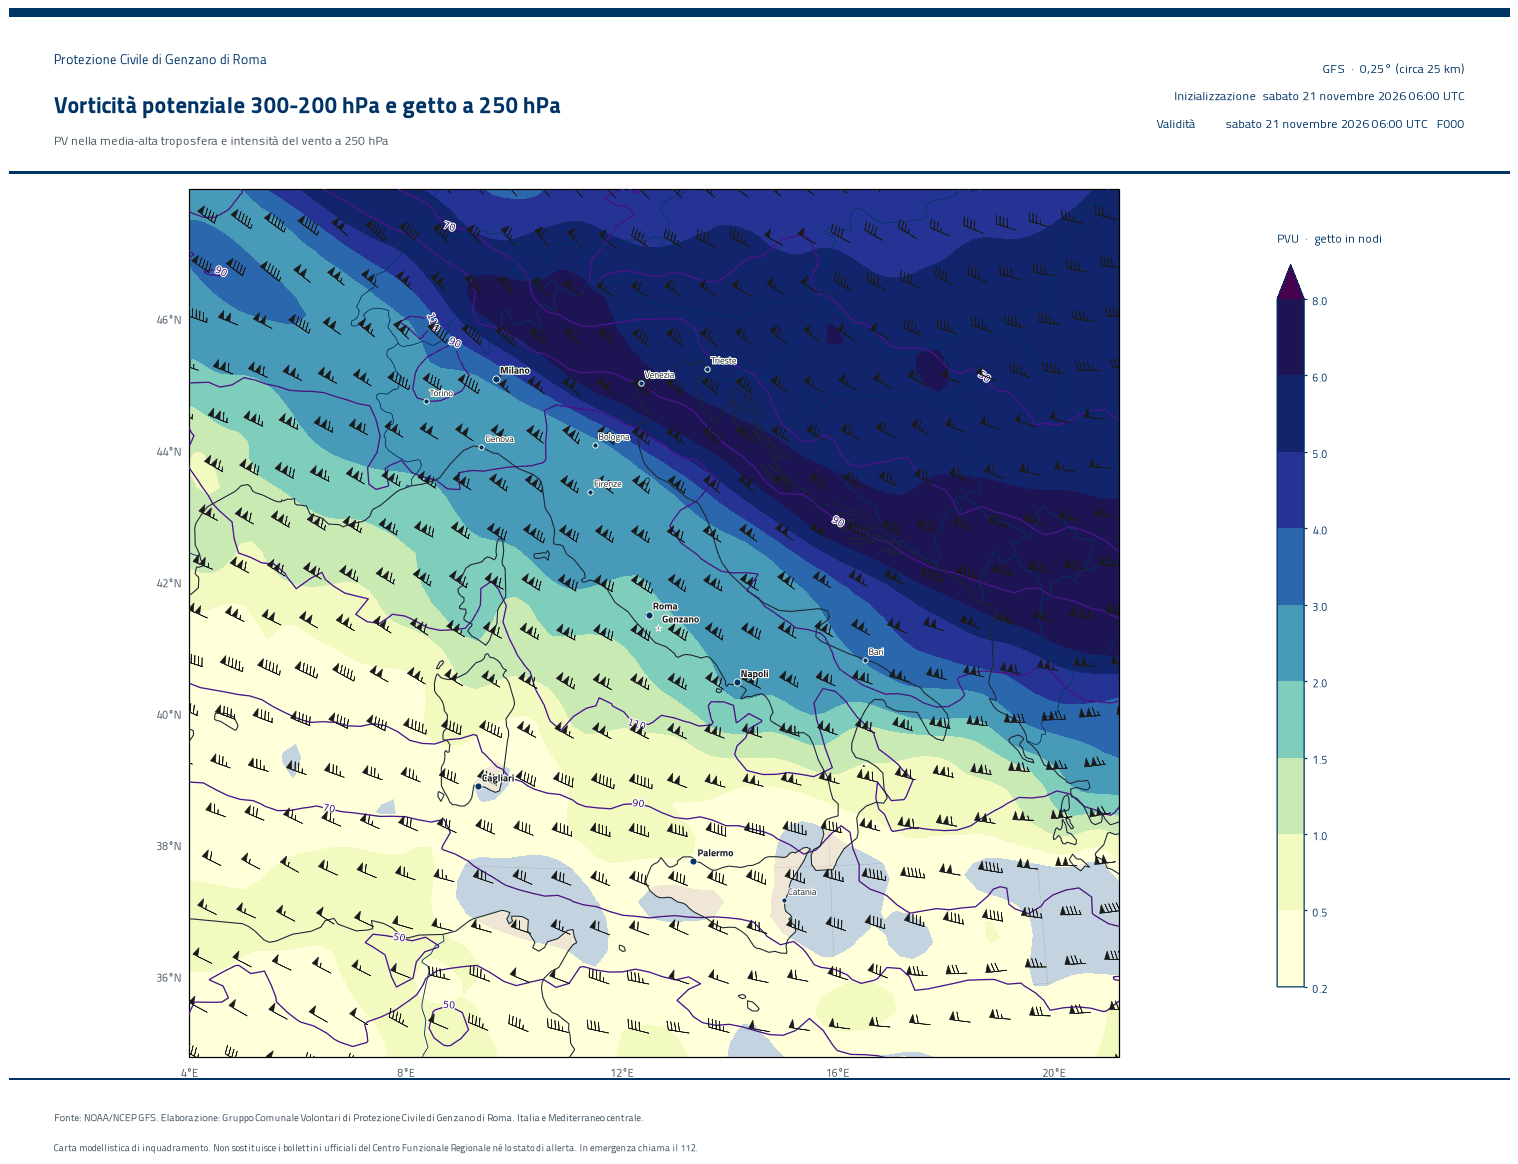 Protezione Civile di Genzano di Roma
Vorticità potenziale 300-200 hPa e getto a 250 hPa
PV nella media-alta troposfera e intensità del vento a 250 hPa
GFS · 0,25° (circa 25 km)
Inizializzazione sabato 21 novembre 2026 06:00 UTC
Validità sabato 21 novembre 2026 06:00 UTC F000
PVU · getto in nodi
8.0
6.0
5.0
4.0
3.0
2.0
1.5
1.0
0.5
0.2
46°N
44°N
42°N
40°N
38°N
36°N
4°E
8°E
12°E
16°E
20°E
70
90
90
Milano
Torino
Venezia
Trieste
Genova
Bologna
Firenze
90
Roma
Genzano
Bari
Napoli
110
Cagliari
70
90
Palermo
Catania
50
50
Fonte: NOAA/NCEP GFS. Elaborazione: Gruppo Comunale Volontari di Protezione Civile di Genzano di Roma. Italia e Mediterraneo centrale.
Carta modellistica di inquadramento. Non sostituisce i bollettini ufficiali del Centro Funzionale Regionale né lo stato di allerta. In emergenza chiama il 112.